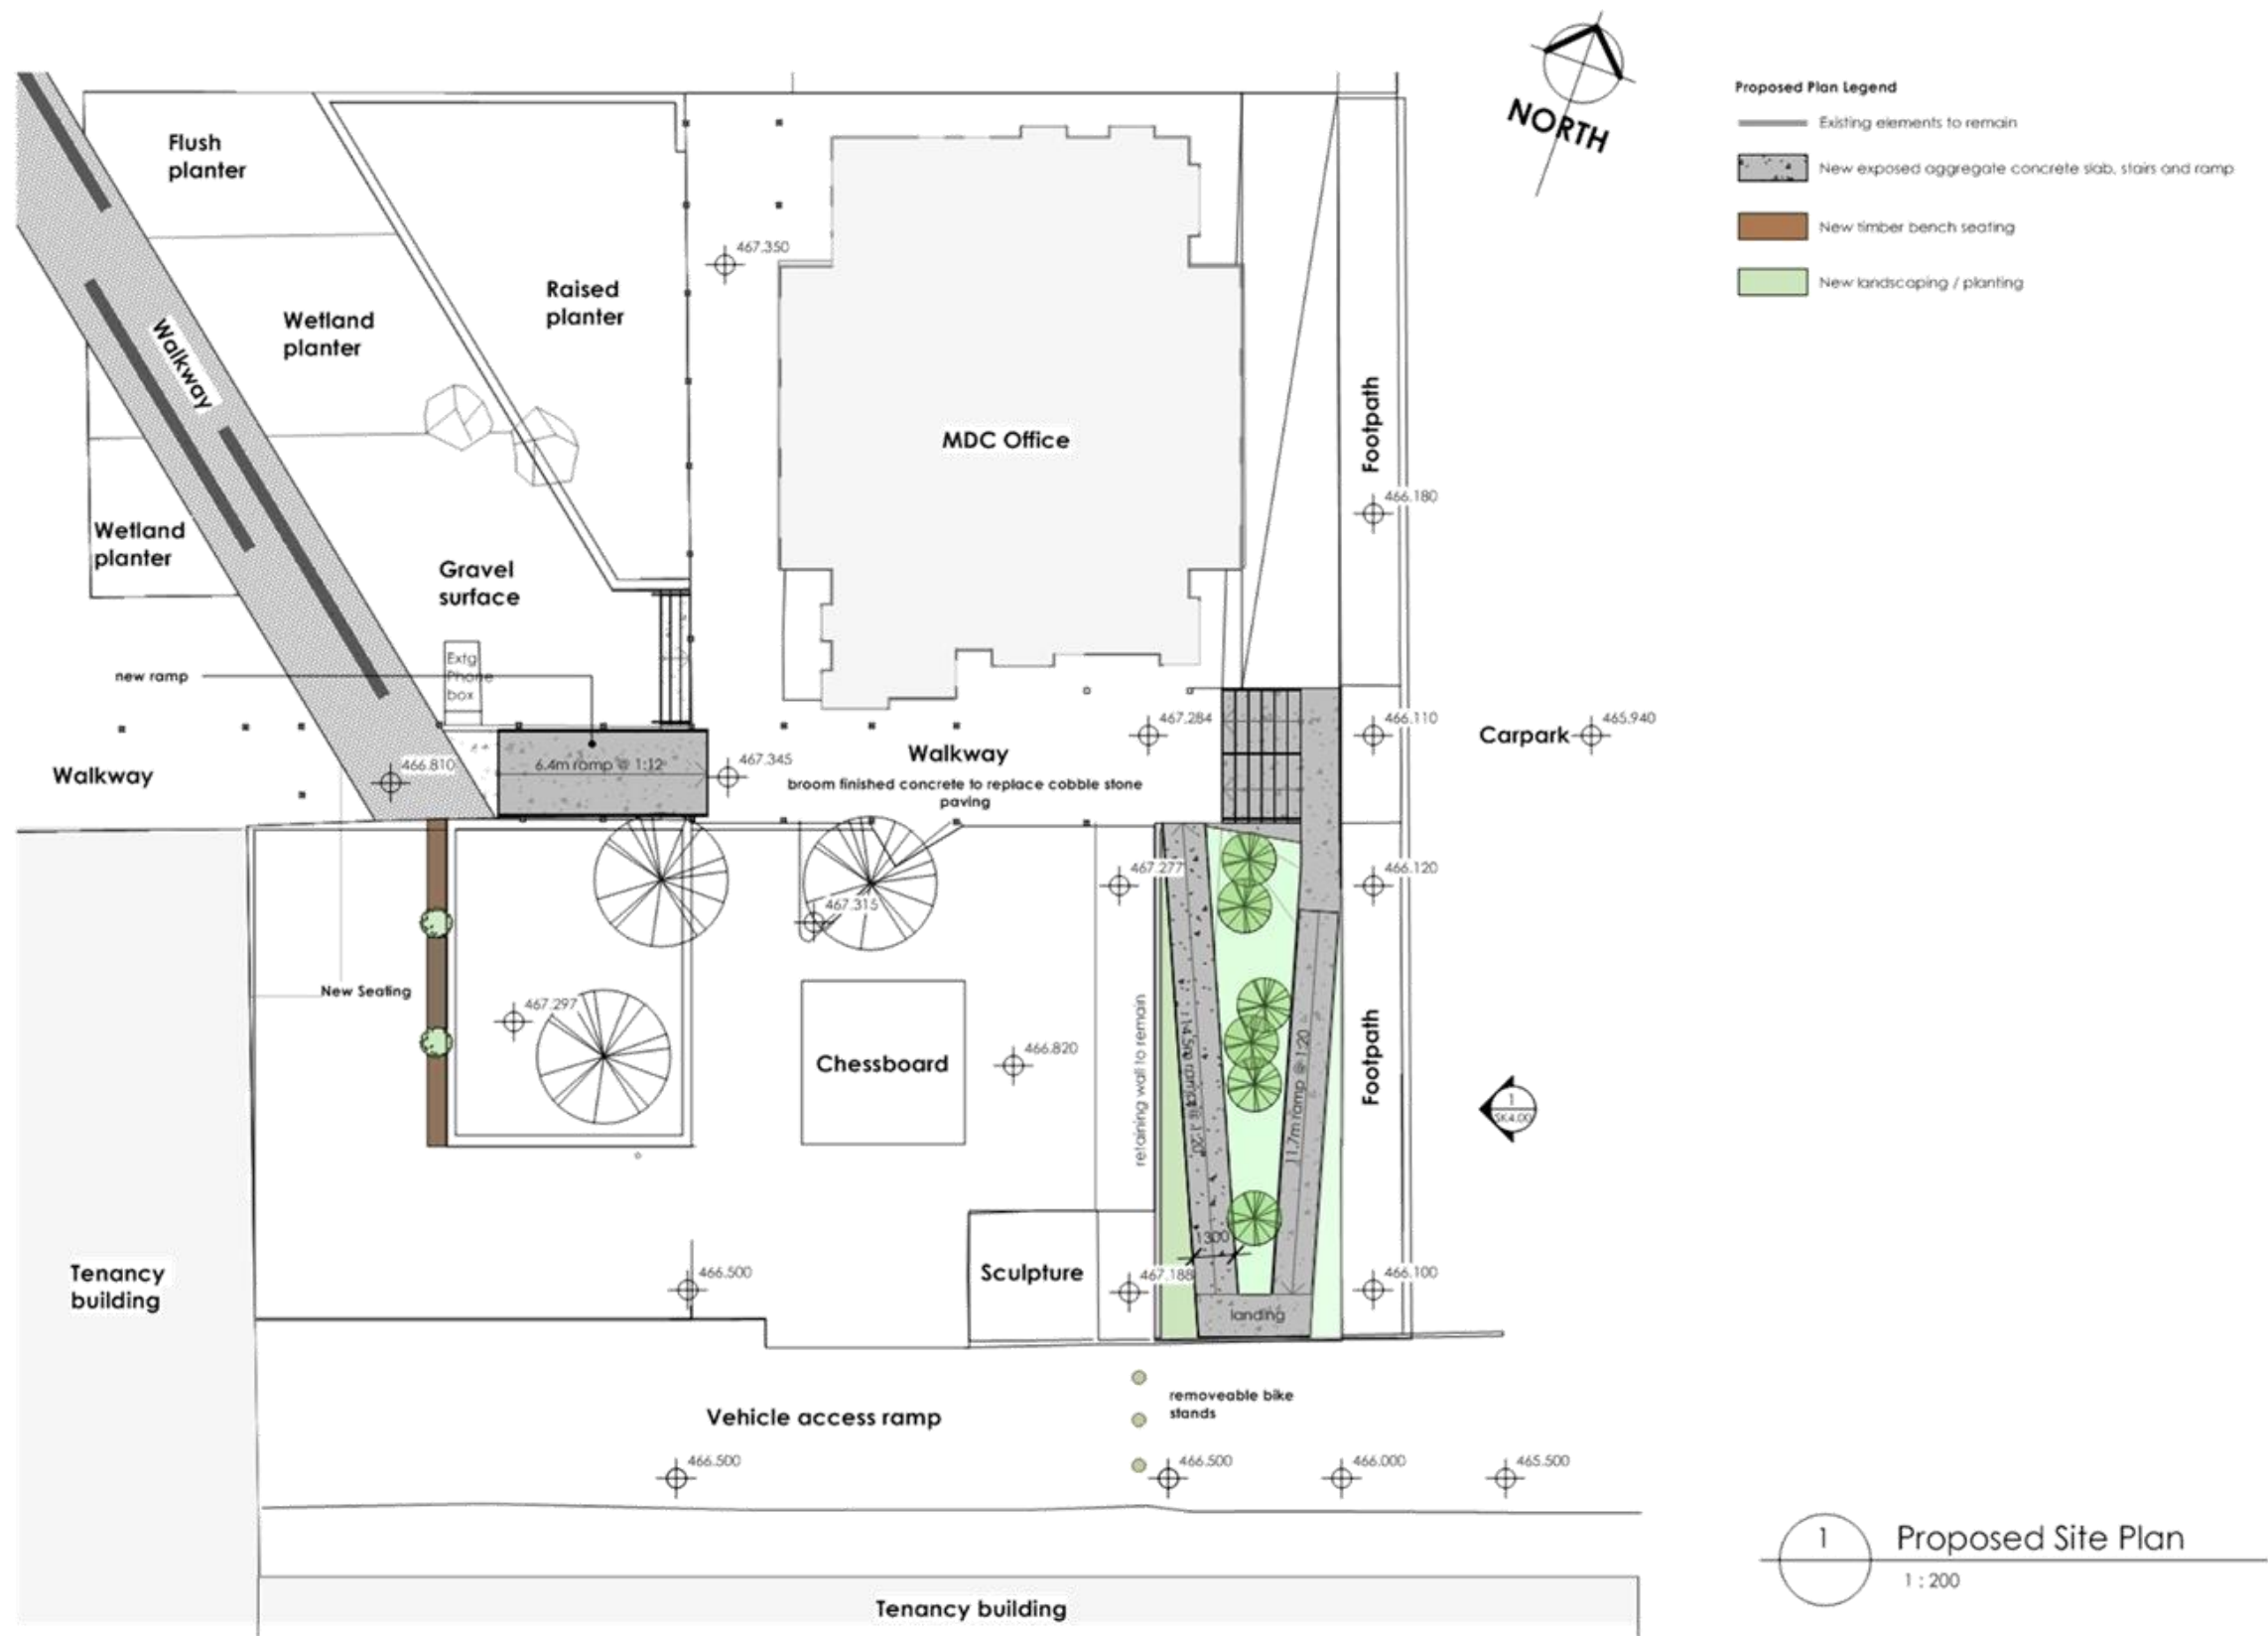 NORTH
Proposed Plan Legend
Existing elements to remain
New exposed aggregate concrete slab, stairs and ramp
New timber bench seating
New landscaping / planting
Flush
planter
Wetland
planter
Raised
planter
467.350
MDC Office
Walkway
Footpath
466.180
Wetland
planter
Gravel
surface
Extg
Phone
box
new ramp
467.284
466.110
Carpark
465.940
Walkway
466.810
6.4m ramp @ 1:12
467.345
Walkway
broom finished concrete to replace cobble stone
paving
467.277
466.120
467.315
New Seating
467.297
Chessboard
466.820
retaining wall to remain
14.5m ramp @ 1:20
11.7m ramp @ 1:20
Footpath
1
SK4.00
1300
Tenancy
building
466.500
Sculpture
467.188
466.100
landing
removeable bike
stands
Vehicle access ramp
466.500
466.500
466.000
465.500
1
Proposed Site Plan
1 : 200
Tenancy building